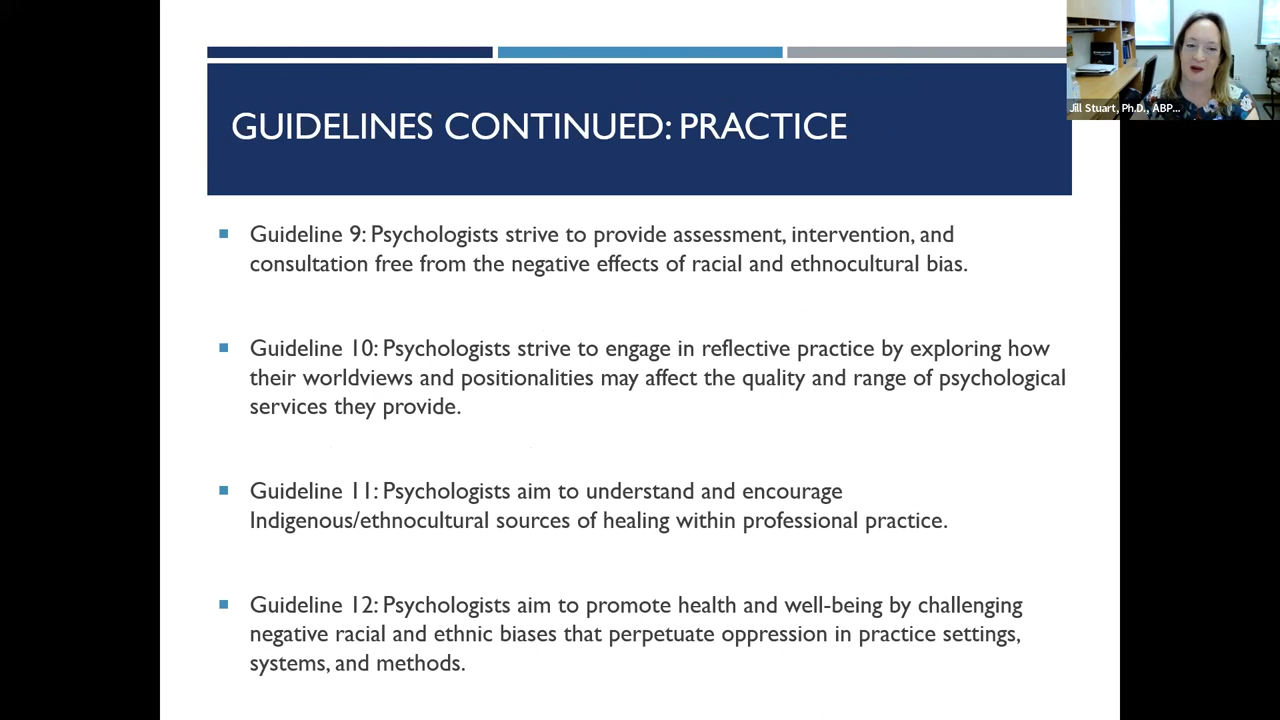 GUIDELINES CONTINUED: PRACTICE
Jill Stuart, Ph.D., ABP...
Guideline 9: Psychologists strive to provide assessment, intervention, and
consultation free from the negative effects of racial and ethnocultural bias.
Guideline 10: Psychologists strive to engage in reflective practice by exploring how
their worldviews and positionalities may affect the quality and range of psychological
services they provide.
Guideline 11: Psychologists aim to understand and encourage
Indigenous/ethnocultural sources of healing within professional practice.
Guideline 12: Psychologists aim to promote health and well-being by challenging
negative racial and ethnic biases that perpetuate oppression in practice settings,
systems, and methods.